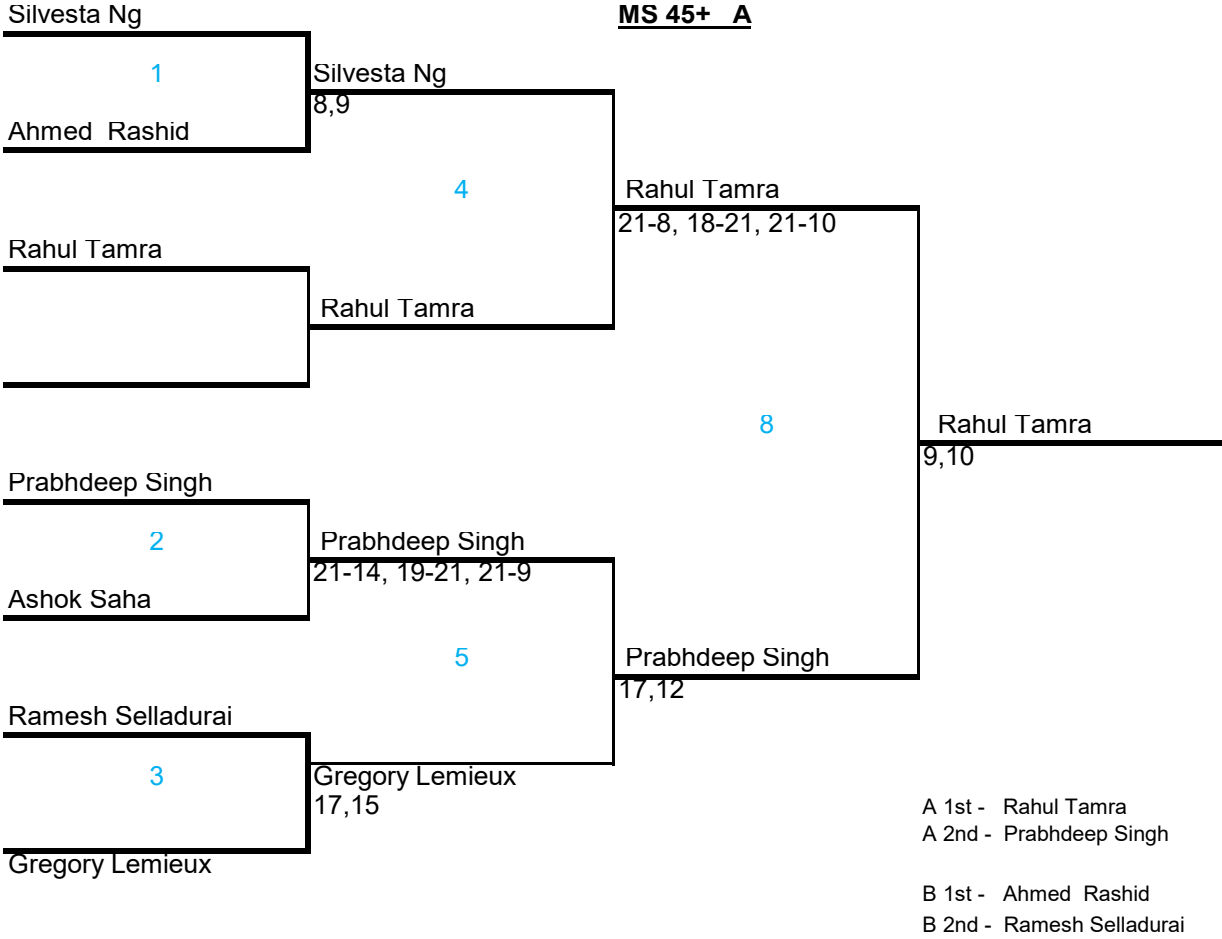 Silvesta Ng
MS 45+ A
1
Silvesta Ng
8,9
Ahmed Rashid
4
Rahul Tamra
21-8, 18-21, 21-10
Rahul Tamra
Rahul Tamra
8
Rahul Tamra
9,10
Prabhdeep Singh
2
Prabhdeep Singh
21-14, 19-21, 21-9
Ashok Saha
5
Prabhdeep Singh
17,12
Ramesh Selladurai
3
Gregory Lemieux
17,15
Gregory Lemieux
A 1st - Rahul Tamra
A 2nd - Prabhdeep Singh
B 1st - Ahmed Rashid
B 2nd - Ramesh Selladurai